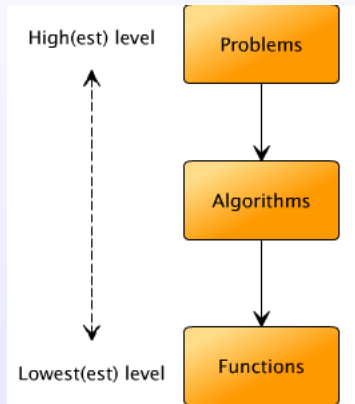 High(est) level
Problems
Algorithms
Lowest(est) level
Functions